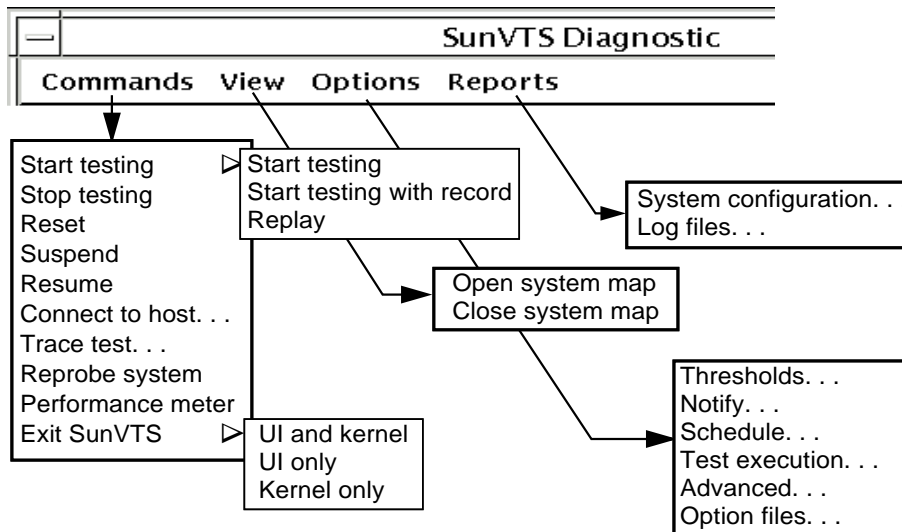 SunVTS Diagnostic
Commands View Options Reports
Start testing
Stop testing
Reset
Suspend
Resume
Connect to host. . .
Trace test. . .
Reprobe system
Performance meter
Exit SunVTS
Start testing
Start testing with record
Replay
UI and kernel
UI only
Kernel only
Open system map
Close system map
Thresholds. . .
Notify. . .
Schedule. . .
Test execution. . .
Advanced. . .
Option files. . .
System configuration. .
Log files. . .